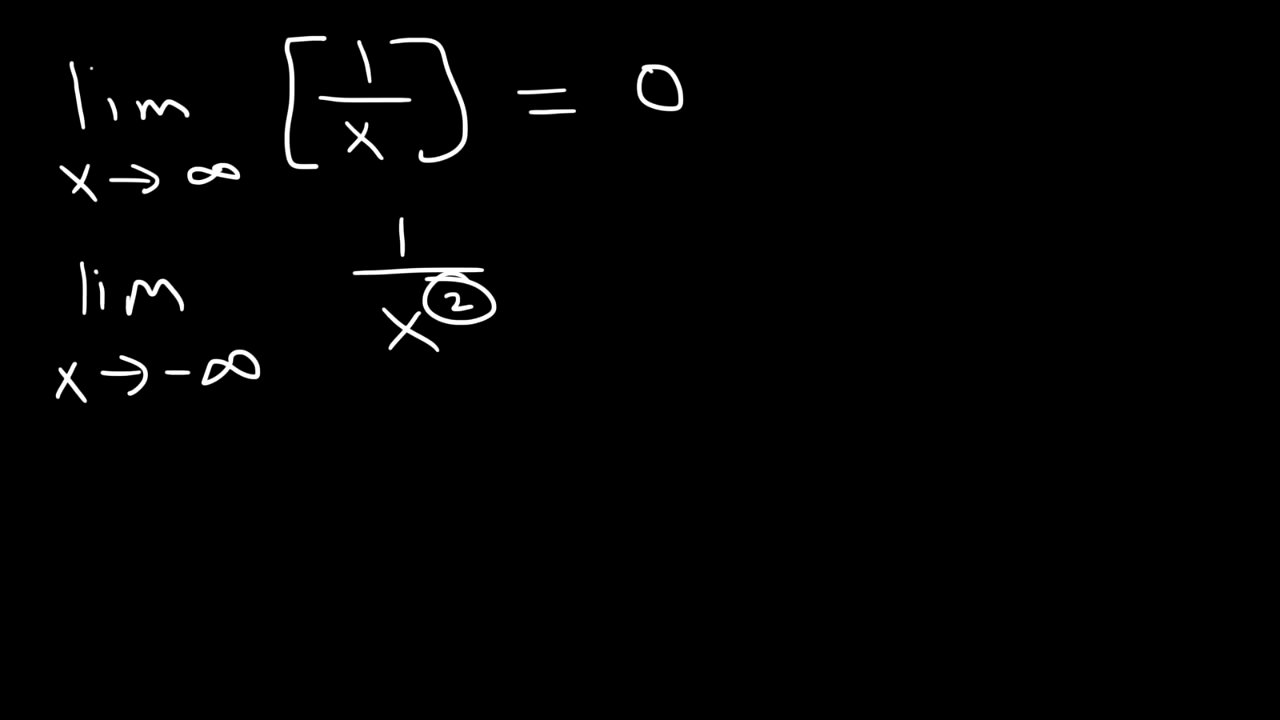 lim x→∞ [1/x] = 0
lim x→-∞ 1/x²